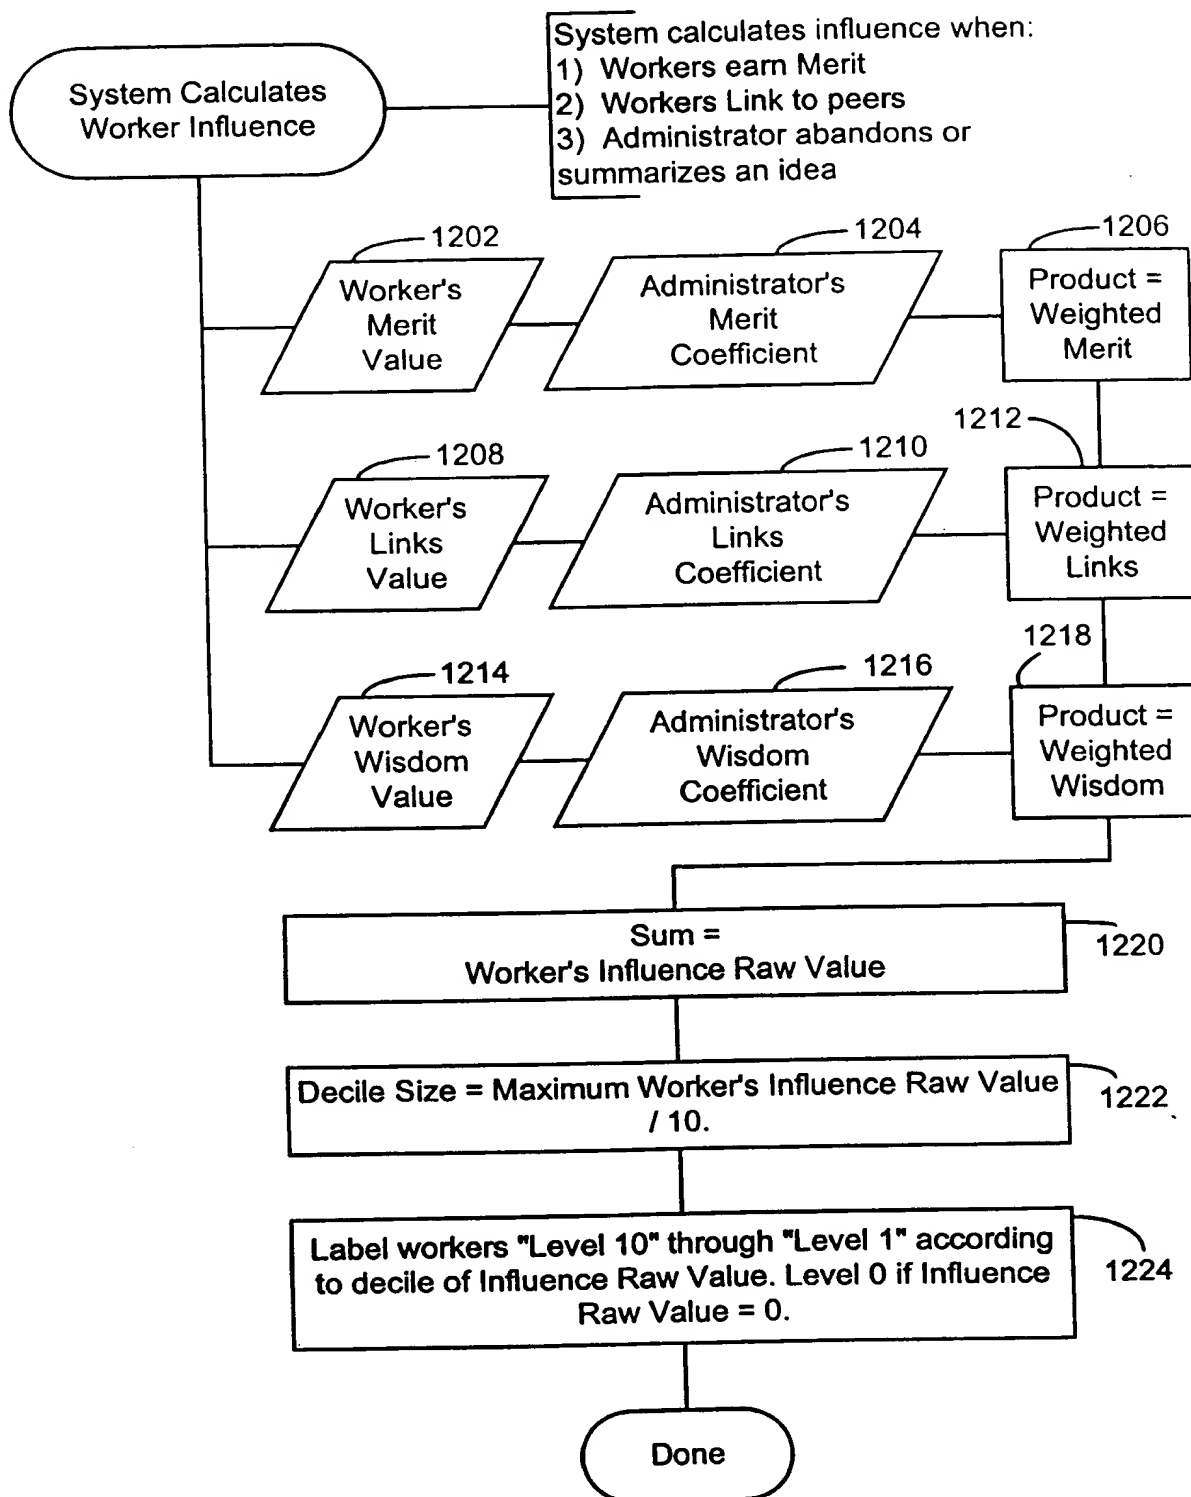 System Calculates
Worker Influence
System calculates influence when:
1) Workers earn Merit
2) Workers Link to peers
3) Administrator abandons or
summarizes an idea
1202
Worker's
Merit
Value
1204
Administrator's
Merit
Coefficient
1206
Product =
Weighted
Merit
1208
Worker's
Links
Value
1210
Administrator's
Links
Coefficient
1212
Product =
Weighted
Links
1214
Worker's
Wisdom
Value
1216
Administrator's
Wisdom
Coefficient
1218
Product =
Weighted
Wisdom
Sum =
Worker's Influence Raw Value
1220
Decile Size = Maximum Worker's Influence Raw Value
/ 10.
1222
Label workers "Level 10" through "Level 1" according
to decile of Influence Raw Value. Level 0 if Influence
Raw Value = 0.
1224
Done